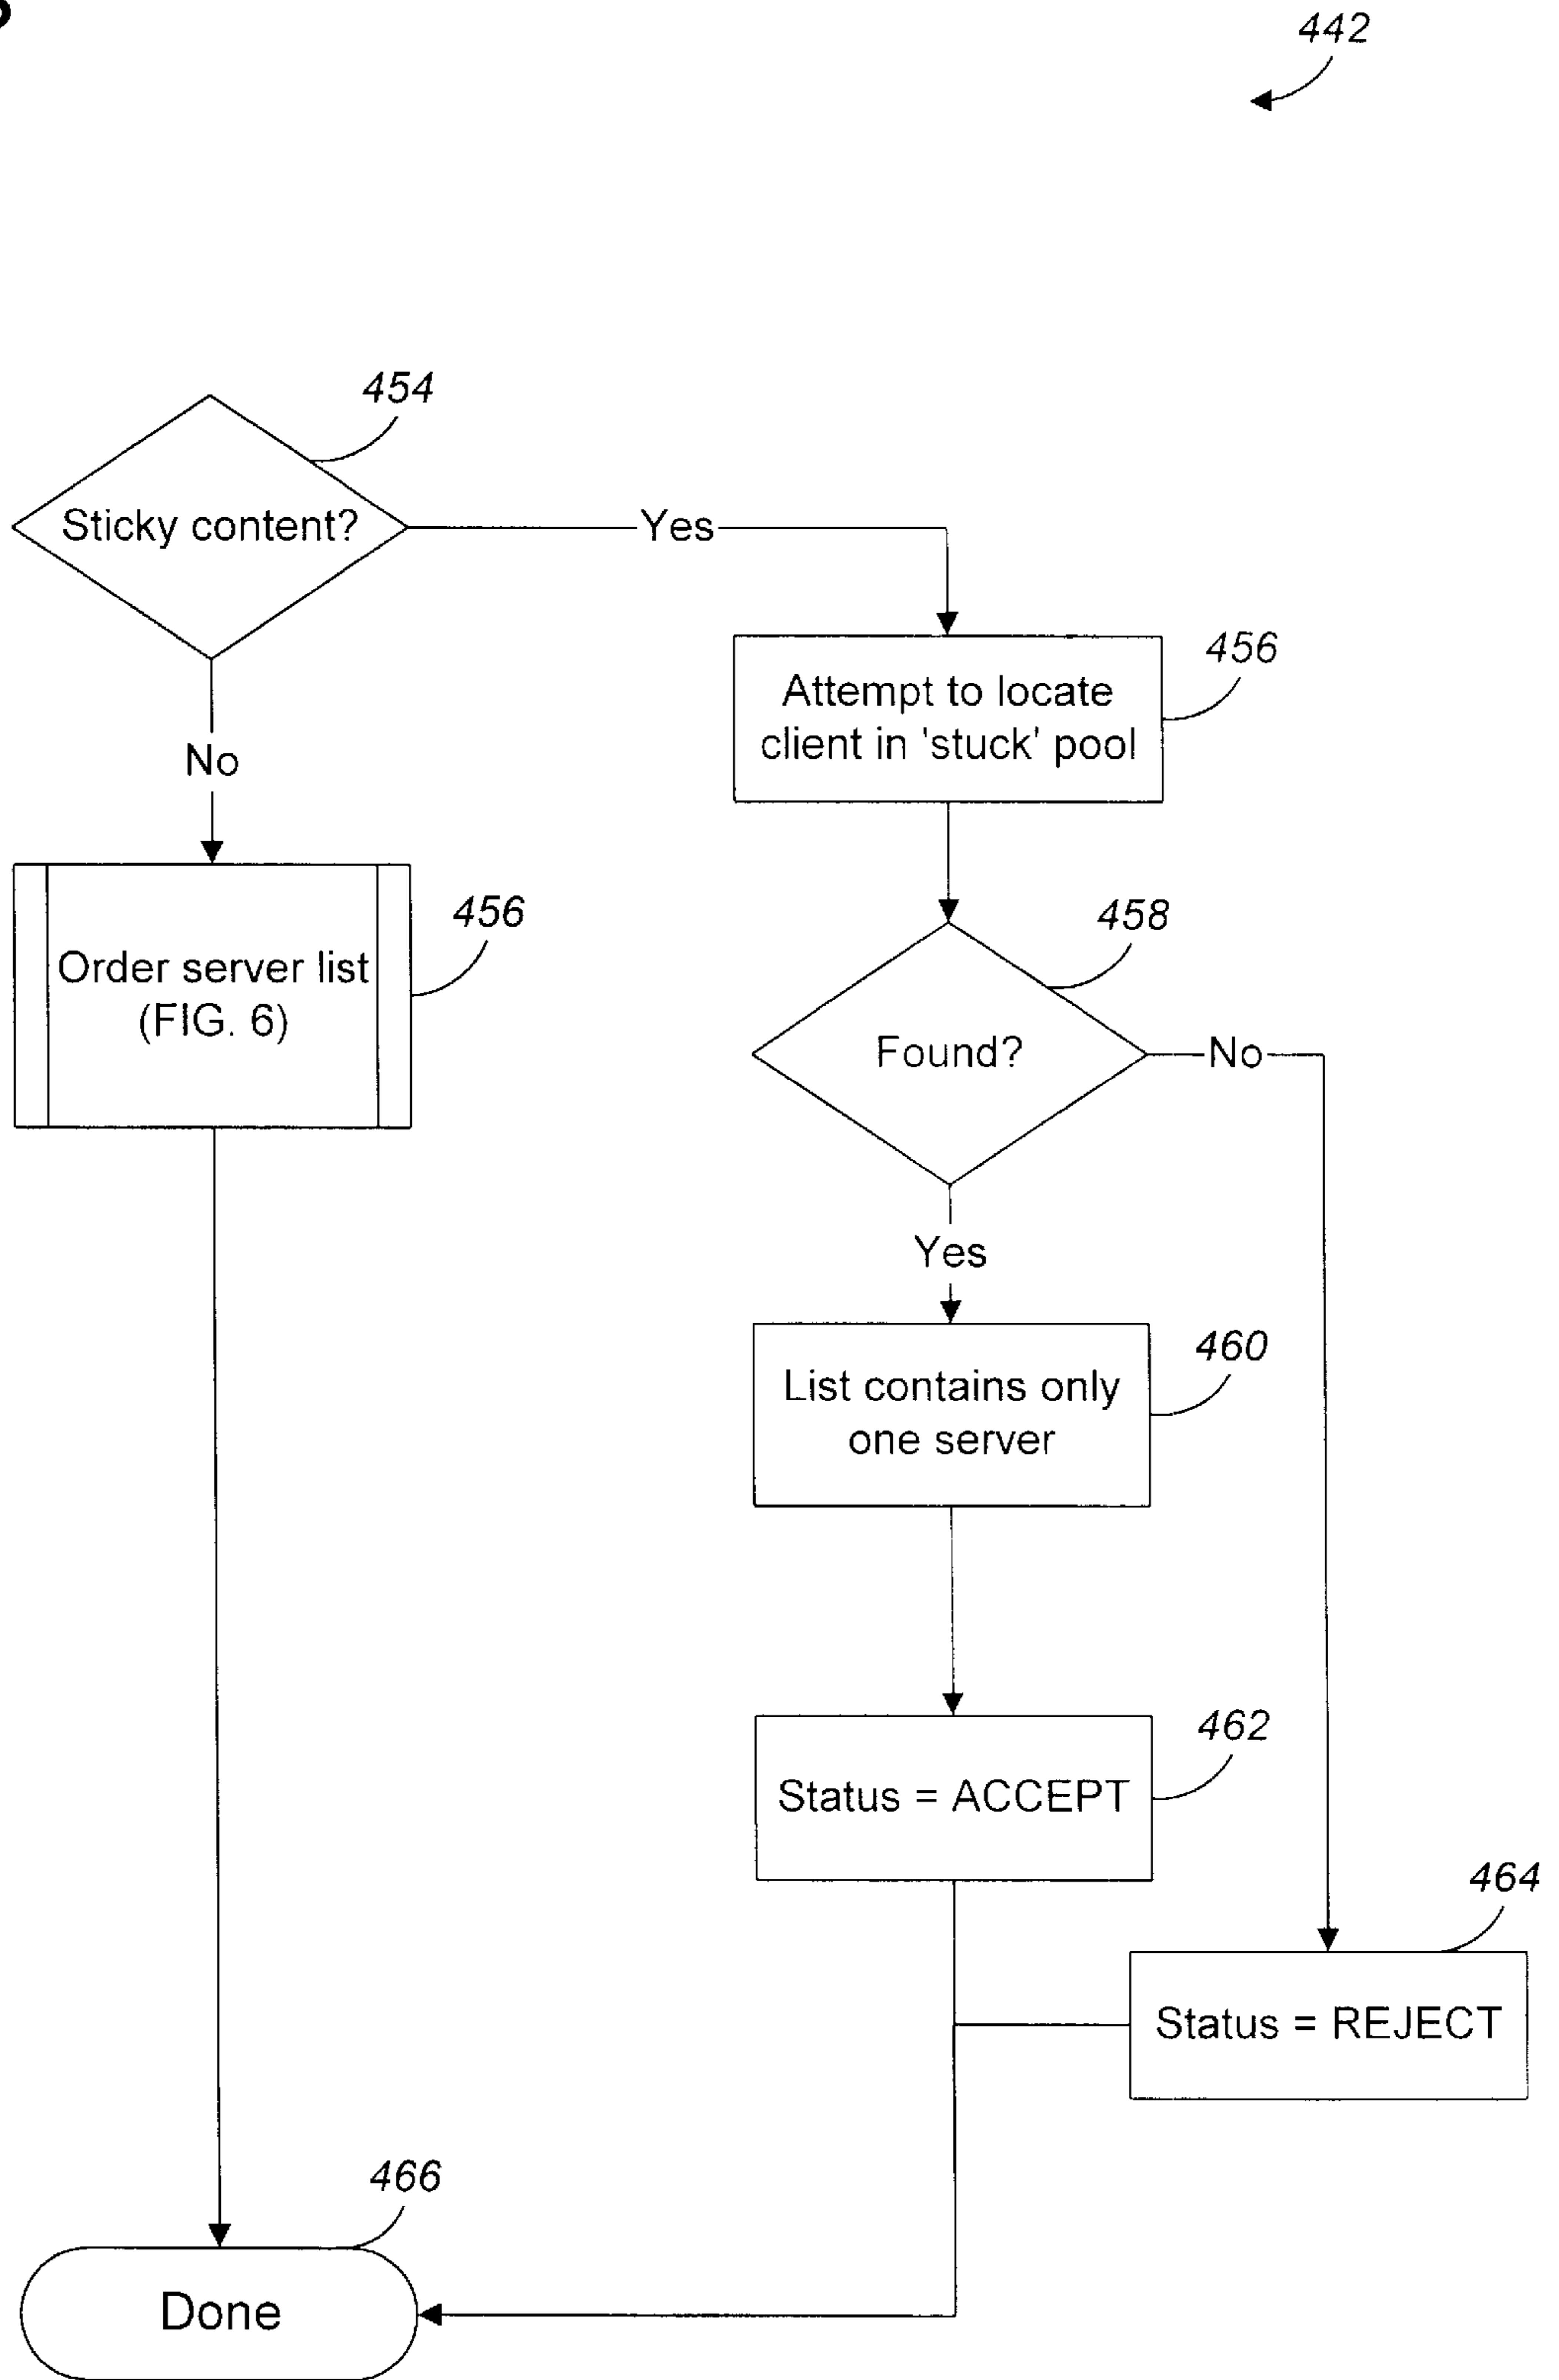 442
454
Sticky content?
Yes
456
Attempt to locate
client in 'stuck' pool
No
456
458
Order server list
(FIG. 6)
Found?
No
Yes
460
List contains only
one server
462
Status = ACCEPT
464
Status = REJECT
466
Done